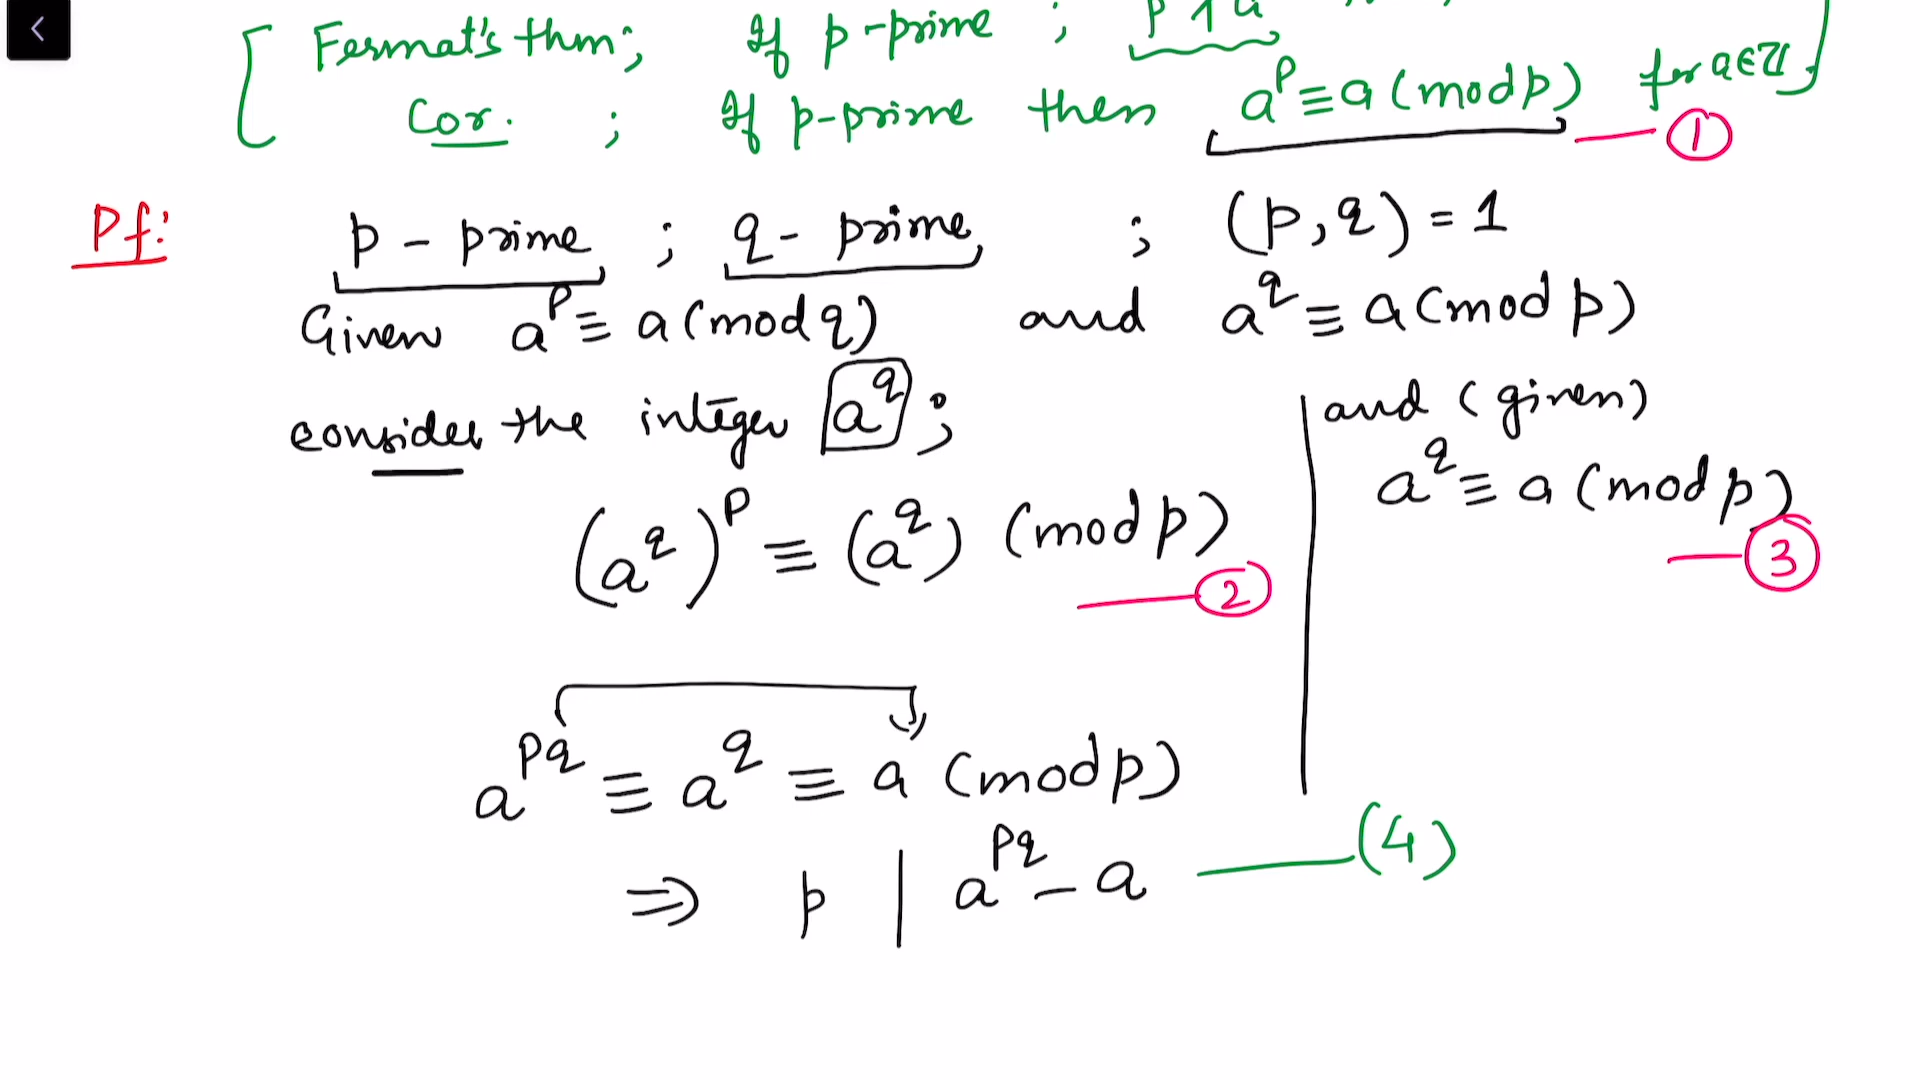 [ Fermat's thm; If p-prime ; p ∤ a
Cor. ; If p-prime then a^p ≡ a (mod p) for a∈ℤ ]
—①
Pf: p - prime ; q - prime, ; (p, q) = 1
Given a^p ≡ a (mod q) and a^q ≡ a (mod p)
consider the integer a^q ;
(a^q)^p ≡ (a^q) (mod p)
—②
and (given)
a^q ≡ a (mod p)
—③
a^pq ≡ a^q ≡ a (mod p)
⇒ p | a^pq - a —(4)